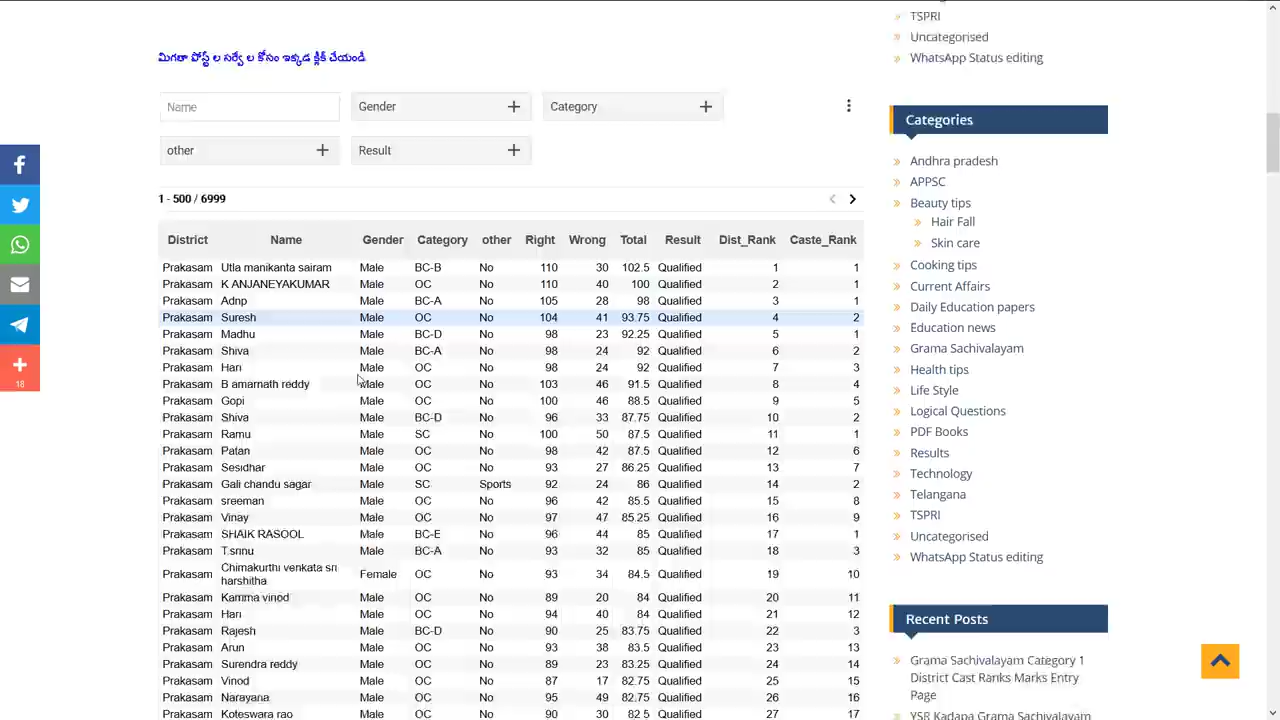 TSPRI
Uncategorised
WhatsApp Status editing
మిగతా పోస్ట్ ల సర్వే ల కోసం ఇక్కడ క్లిక్ చేయండి
Name Gender + Category +
other + Result +
1 - 500 / 6999
District Name Gender Category other Right Wrong Total Result Dist_Rank Caste_Rank
Prakasam Utla manikanta sairam Male BC-B No 110 30 102.5 Qualified 1 1
Prakasam K ANJANEYAKUMAR Male OC No 110 40 100 Qualified 2 1
Prakasam Adnp Male BC-A No 105 28 98 Qualified 3 1
Prakasam Suresh Male OC No 104 41 93.75 Qualified 4 2
Prakasam Madhu Male BC-D No 98 23 92.25 Qualified 5 1
Prakasam Shiva Male BC-A No 98 24 92 Qualified 6 2
Prakasam Hari Male OC No 98 24 92 Qualified 7 3
Prakasam B amarnath reddy Male OC No 103 46 91.5 Qualified 8 4
Prakasam Gopi Male OC No 100 46 88.5 Qualified 9 5
Prakasam Shiva Male BC-D No 96 33 87.75 Qualified 10 2
Prakasam Ramu Male SC No 100 50 87.5 Qualified 11 1
Prakasam Patan Male OC No 98 42 87.5 Qualified 12 6
Prakasam Sesidhar Male OC No 93 27 86.25 Qualified 13 7
Prakasam Gali chandu sagar Male SC Sports 92 24 86 Qualified 14 2
Prakasam sreeman Male OC No 96 42 85.5 Qualified 15 8
Prakasam Vinay Male OC No 97 47 85.25 Qualified 16 9
Prakasam SHAIK RASOOL Male BC-E No 96 44 85 Qualified 17 1
Prakasam T.srinu Male BC-A No 93 32 85 Qualified 18 3
Prakasam Chimakurthi venkata sri harshitha Female OC No 93 34 84.5 Qualified 19 10
Prakasam Kamma vinod Male OC No 89 20 84 Qualified 20 11
Prakasam Hari Male OC No 94 40 84 Qualified 21 12
Prakasam Rajesh Male BC-D No 90 25 83.75 Qualified 22 3
Prakasam Arun Male OC No 93 38 83.5 Qualified 23 13
Prakasam Surendra reddy Male OC No 89 23 83.25 Qualified 24 14
Prakasam Vinod Male OC No 87 17 82.75 Qualified 25 15
Prakasam Narayana Male OC No 95 49 82.75 Qualified 26 16
Prakasam Koteswara rao Male OC No 90 30 82.5 Qualified 27 17
18
Categories
Andhra pradesh
APPSC
Beauty tips
Hair Fall
Skin care
Cooking tips
Current Affairs
Daily Education papers
Education news
Grama Sachivalayam
Health tips
Life Style
Logical Questions
PDF Books
Results
Technology
Telangana
TSPRI
Uncategorised
WhatsApp Status editing
Recent Posts
Grama Sachivalayam Category 1
District Cast Ranks Marks Entry
Page
YSR Kadapa Grama Sachivalayam